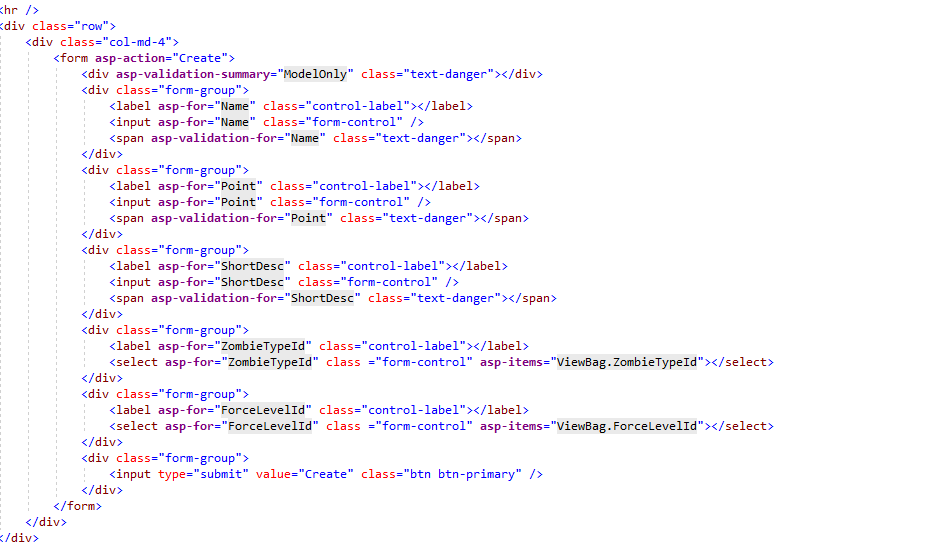 <hr />
<div class="row">
    <div class="col-md-4">
        <form asp-action="Create">
            <div asp-validation-summary="ModelOnly" class="text-danger"></div>
            <div class="form-group">
                <label asp-for="Name" class="control-label"></label>
                <input asp-for="Name" class="form-control" />
                <span asp-validation-for="Name" class="text-danger"></span>
            </div>
            <div class="form-group">
                <label asp-for="Point" class="control-label"></label>
                <input asp-for="Point" class="form-control" />
                <span asp-validation-for="Point" class="text-danger"></span>
            </div>
            <div class="form-group">
                <label asp-for="ShortDesc" class="control-label"></label>
                <input asp-for="ShortDesc" class="form-control" />
                <span asp-validation-for="ShortDesc" class="text-danger"></span>
            </div>
            <div class="form-group">
                <label asp-for="ZombieTypeId" class="control-label"></label>
                <select asp-for="ZombieTypeId" class ="form-control" asp-items="ViewBag.ZombieTypeId"></select>
            </div>
            <div class="form-group">
                <label asp-for="ForceLevelId" class="control-label"></label>
                <select asp-for="ForceLevelId" class ="form-control" asp-items="ViewBag.ForceLevelId"></select>
            </div>
            <div class="form-group">
                <input type="submit" value="Create" class="btn btn-primary" />
            </div>
        </form>
    </div>
</div>